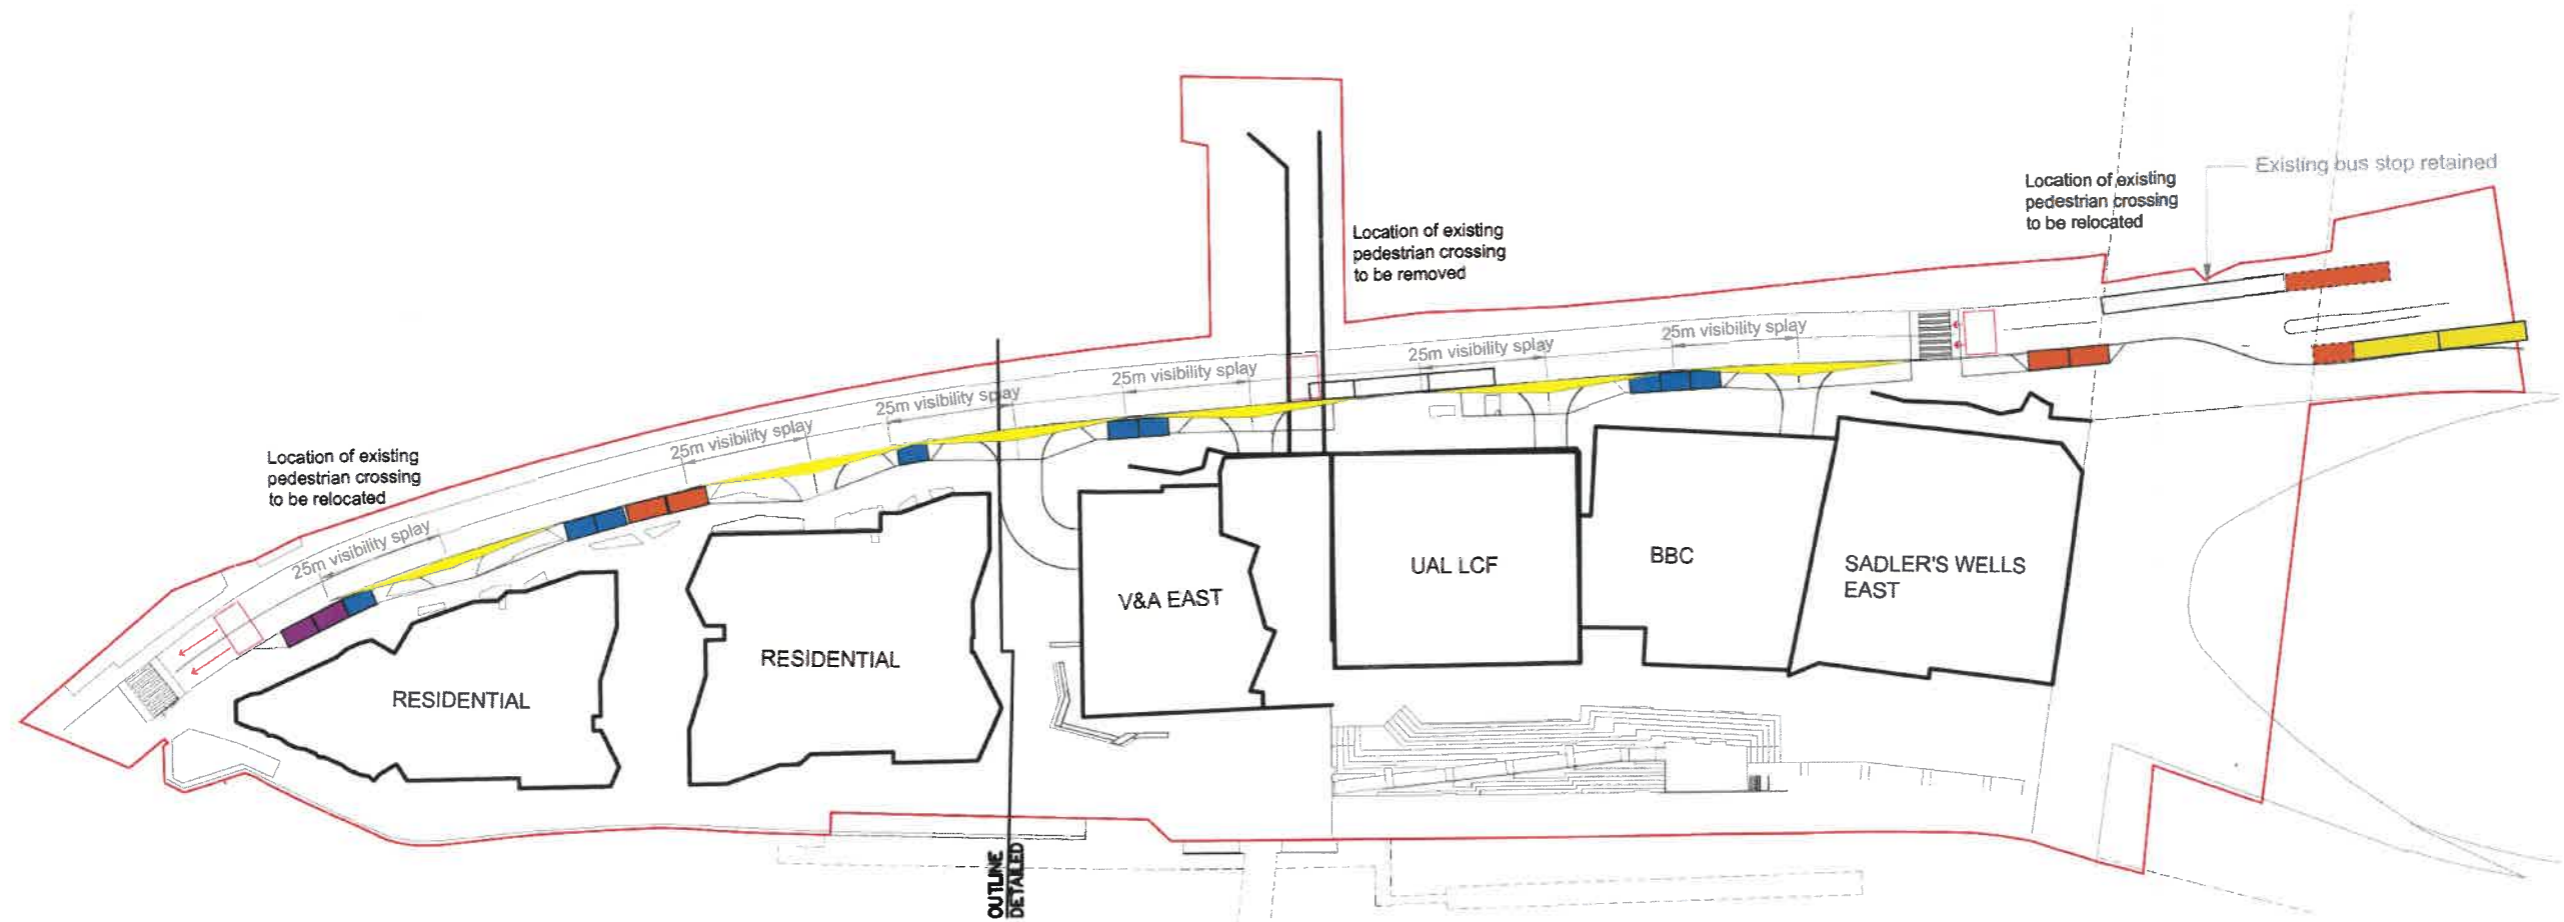 Existing bus stop retained
Location of existing
pedestrian crossing
to be relocated
Location of existing
pedestrian crossing
to be removed
25m visibility splay
25m visibility splay
25m visibility splay
25m visibility splay
25m visibility splay
Location of existing
pedestrian crossing
to be relocated
25m visibility splay
25m visibility splay
BBC
SADLER'S WELLS
EAST
UAL LCF
V&A EAST
RESIDENTIAL
RESIDENTIAL
OUTLINE
DETAILED